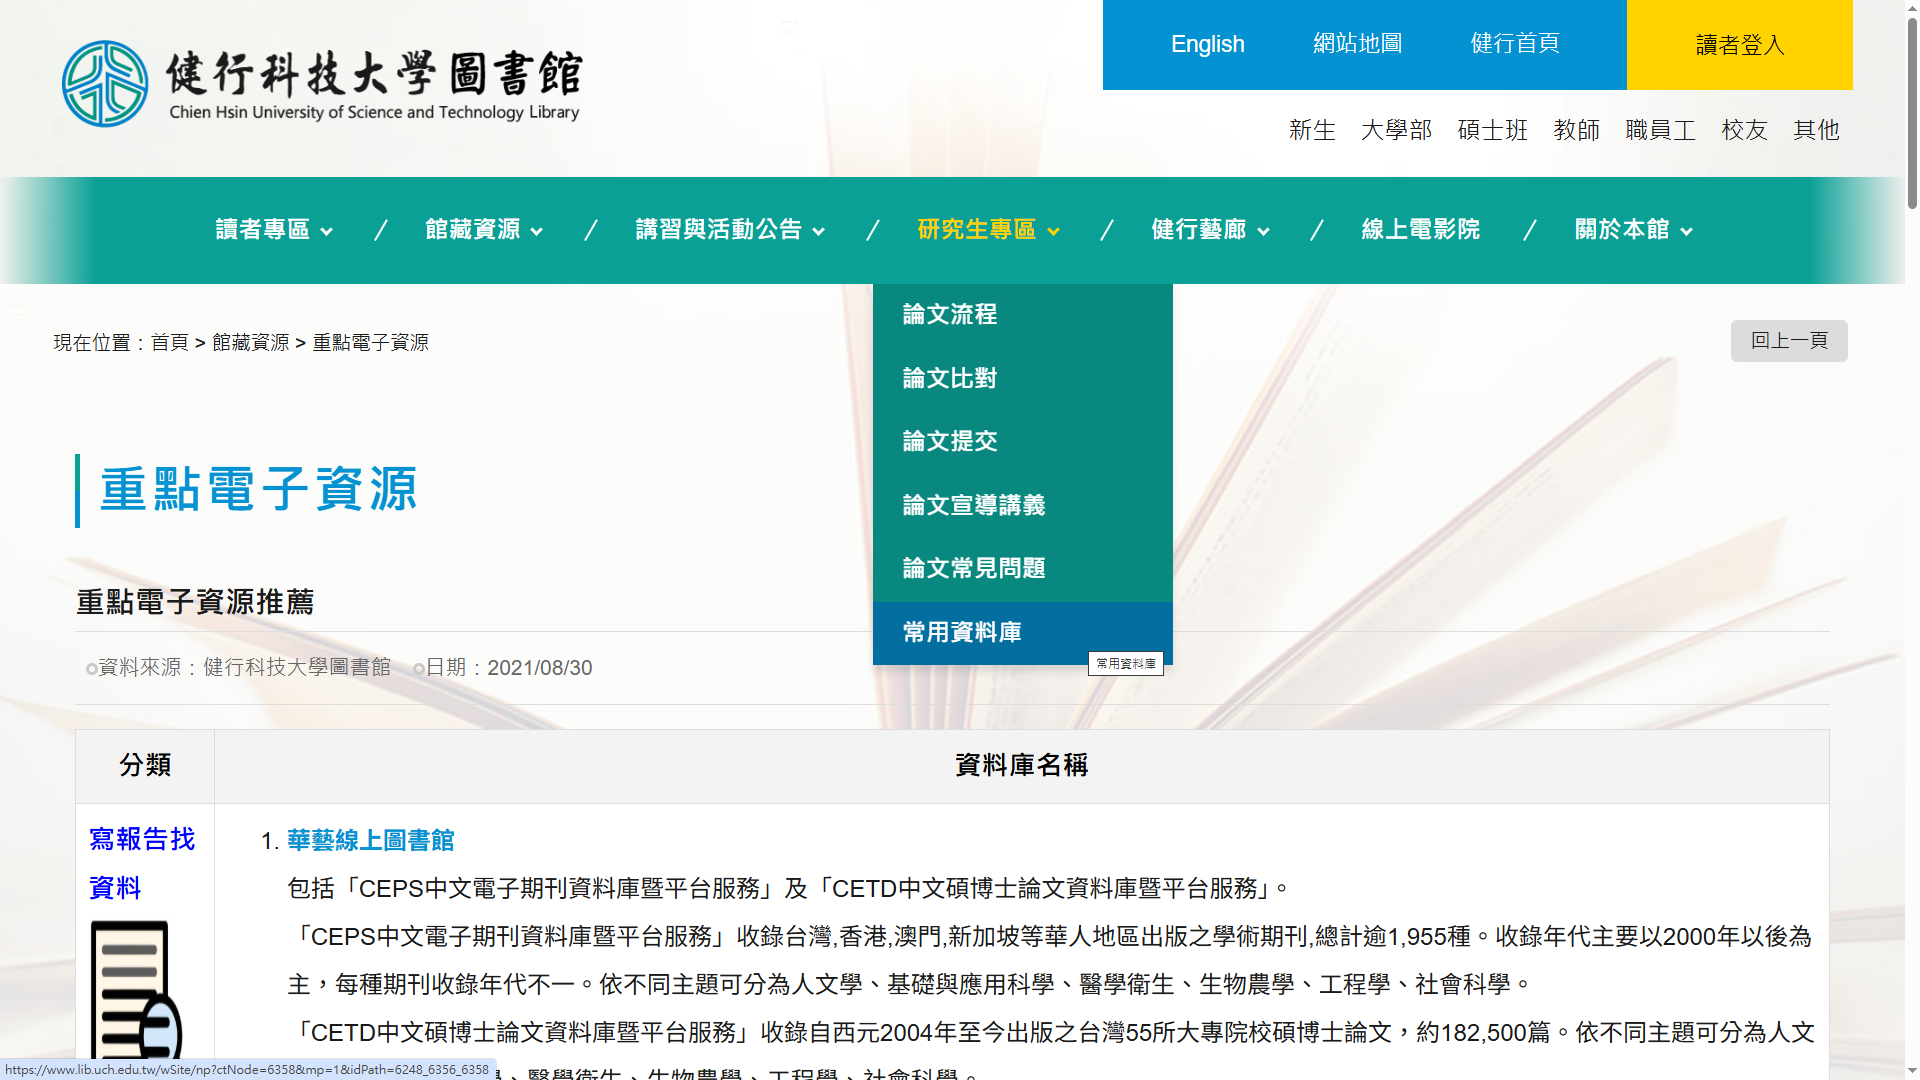 健行科技大學圖書館
Chien Hsin University of Science and Technology Library
English 網站地圖 健行首頁 讀者登入
新生 大學部 碩士班 教師 職員工 校友 其他
讀者專區 / 館藏資源 / 講習與活動公告 / 研究生專區 / 健行藝廊 / 線上電影院 / 關於本館
論文流程
論文比對
論文提交
論文宣導講義
論文常見問題
常用資料庫
常用資料庫
現在位置：首頁 > 館藏資源 > 重點電子資源
回上一頁
重點電子資源
重點電子資源推薦
資料來源：健行科技大學圖書館 日期：2021/08/30
分類 資料庫名稱
寫報告找
資料
1. 華藝線上圖書館
包括「CEPS中文電子期刊資料庫暨平台服務」及「CETD中文碩博士論文資料庫暨平台服務」。
「CEPS中文電子期刊資料庫暨平台服務」收錄台灣,香港,澳門,新加坡等華人地區出版之學術期刊,總計逾1,955種。收錄年代主要以2000年以後為
主，每種期刊收錄年代不一。依不同主題可分為人文學、基礎與應用科學、醫學衛生、生物農學、工程學、社會科學。
「CETD中文碩博士論文資料庫暨平台服務」收錄自西元2004年至今出版之台灣55所大專院校碩博士論文，約182,500篇。依不同主題可分為人文
、醫學衛生、生物農學、工程學、社會科學。
https://www.lib.uch.edu.tw/wSite/np?ctNode=6358&mp=1&idPath=6248_6356_6358